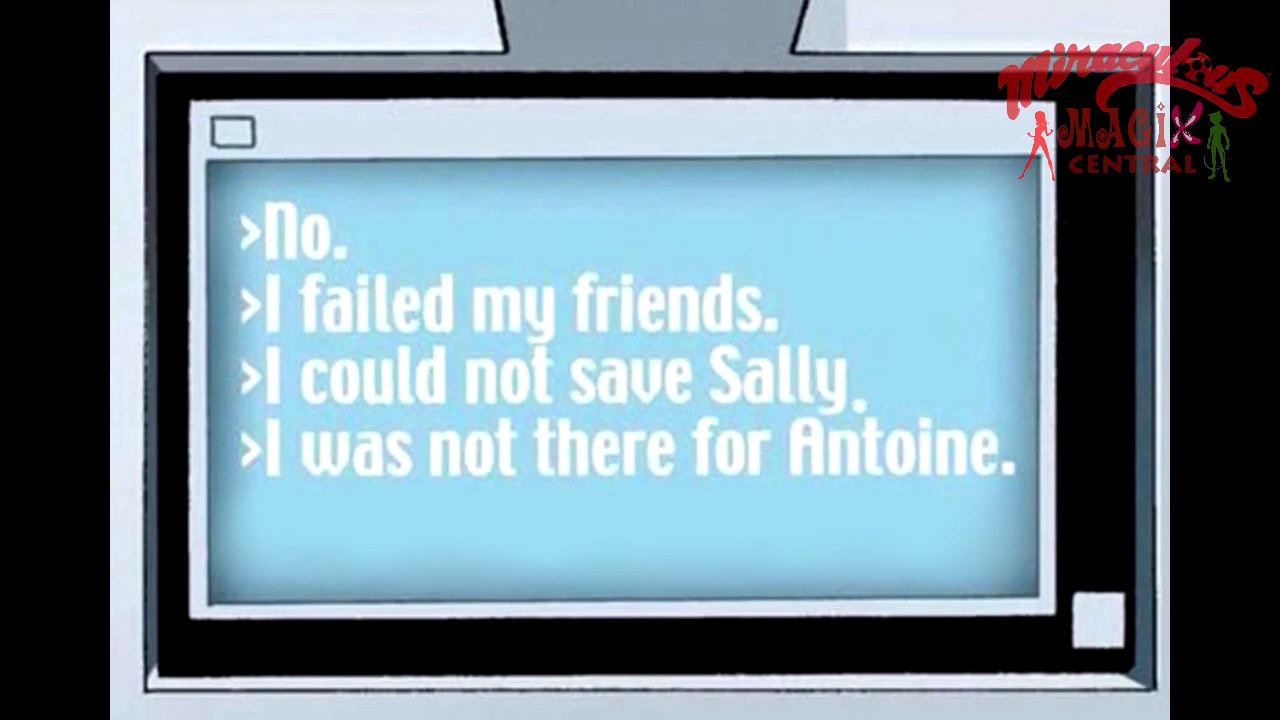 Miraculous
MAGIX
CENTRAL
>No.
>I failed my friends.
>I could not save Sally.
>I was not there for Antoine.